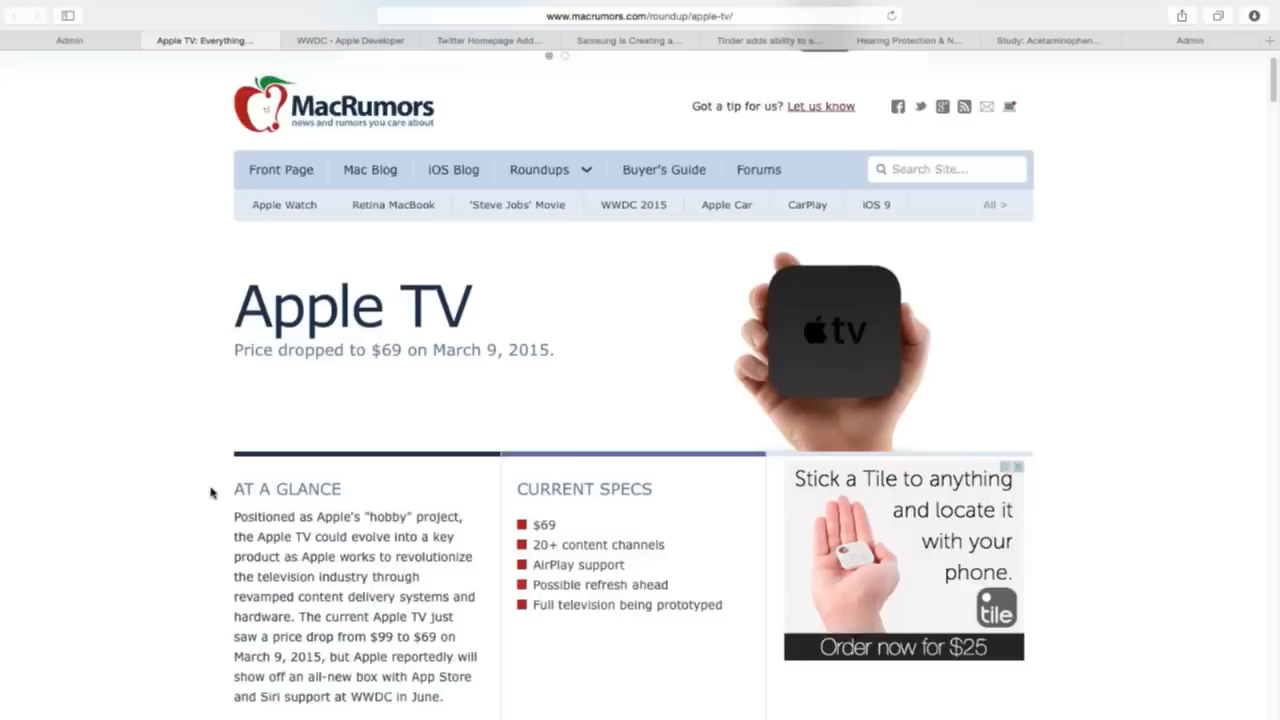 www.macrumors.com/roundup/apple-tv/
Admin
Apple TV: Everything...
WWDC - Apple Developer
Twitter Homepage Add...
Samsung Is Creating a...
Tinder adds ability to s...
Hearing Protection & N...
Study: Acetaminophen...
Admin
MacRumors
news and rumors you care about
Got a tip for us? Let us know
Front Page
Mac Blog
iOS Blog
Roundups
Buyer's Guide
Forums
Search Site...
Apple Watch
Retina MacBook
'Steve Jobs' Movie
WWDC 2015
Apple Car
CarPlay
iOS 9
All >
Apple TV
Price dropped to $69 on March 9, 2015.
tv
AT A GLANCE
Positioned as Apple's "hobby" project,
the Apple TV could evolve into a key
product as Apple works to revolutionize
the television industry through
revamped content delivery systems and
hardware. The current Apple TV just
saw a price drop from $99 to $69 on
March 9, 2015, but Apple reportedly will
show off an all-new box with App Store
and Siri support at WWDC in June.
CURRENT SPECS
$69
20+ content channels
AirPlay support
Possible refresh ahead
Full television being prototyped
Stick a Tile to anything
and locate it
with your
phone.
tile
Order now for $25